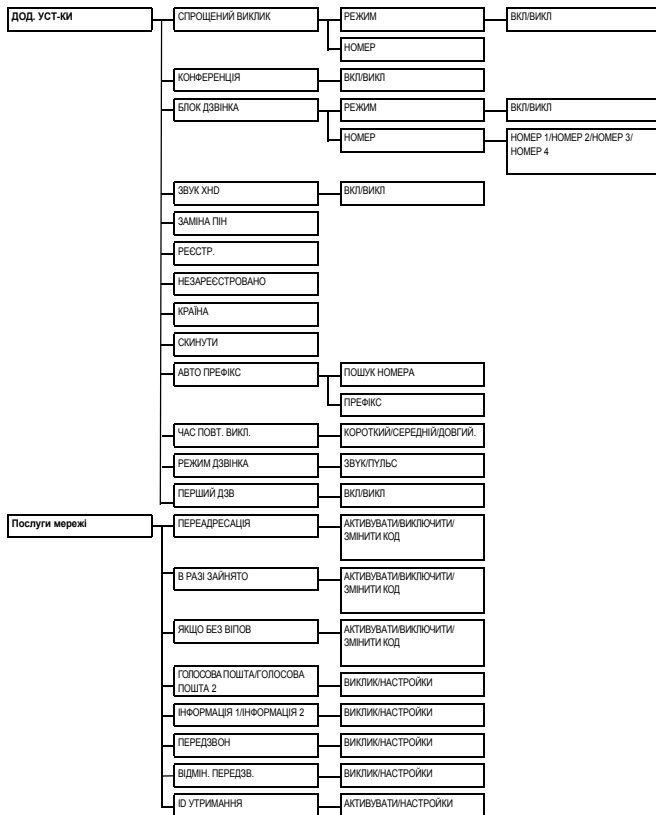 ДОД. УСТ-КИ
СПРОЩЕНИЙ ВИКЛИК
РЕЖИМ
ВКЛ/ВИКЛ
НОМЕР
КОНФЕРЕНЦІЯ
ВКЛ/ВИКЛ
БЛОК ДЗВІНКА
РЕЖИМ
ВКЛ/ВИКЛ
НОМЕР
НОМЕР 1/НОМЕР 2/НОМЕР 3/
НОМЕР 4
ЗВУК XHD
ВКЛ/ВИКЛ
ЗАМІНА ПІН
РЕЄСТР.
НЕЗАРЕЄСТРОВАНО
КРАЇНА
СКИНУТИ
АВТО ПРЕФІКС
ПОШУК НОМЕРА
ПРЕФІКС
ЧАС ПОВТ. ВИКЛ.
КОРОТКИЙ/СЕРЕДНІЙ/ДОВГИЙ.
РЕЖИМ ДЗВІНКА
ЗВУК/ПУЛЬС
ПЕРШИЙ ДЗВ
ВКЛ/ВИКЛ
Послуги мережі
ПЕРЕАДРЕСАЦІЯ
АКТИВУВАТИ/ВИКЛЮЧИТИ/
ЗМІНИТИ КОД
В РАЗІ ЗАЙНЯТО
АКТИВУВАТИ/ВИКЛЮЧИТИ/
ЗМІНИТИ КОД
ЯКЩО БЕЗ ВІПОВ
АКТИВУВАТИ/ВИКЛЮЧИТИ/
ЗМІНИТИ КОД
ГОЛОСОВА ПОШТА/ГОЛОСОВА
ПОШТА 2
ВИКЛИК/НАСТРОЙКИ
ІНФОРМАЦІЯ 1/ІНФОРМАЦІЯ 2
ВИКЛИК/НАСТРОЙКИ
ПЕРЕДЗВОН
ВИКЛИК/НАСТРОЙКИ
ВІДМІН. ПЕРЕДЗВ.
ВИКЛИК/НАСТРОЙКИ
ID УТРИМАННЯ
АКТИВУВАТИ/НАСТРОЙКИ